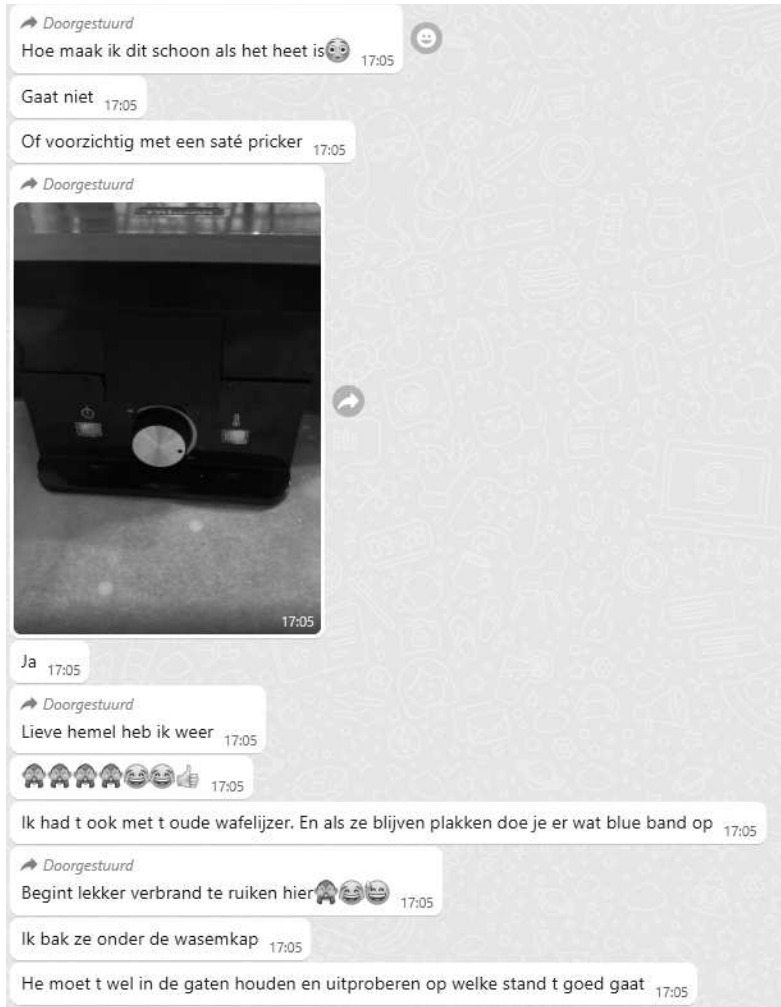 Doorgestuurd
Hoe maak ik dit schoon als het heet is😳 17:05
Gaat niet 17:05
Of voorzichtig met een saté pricker 17:05
Doorgestuurd
17:05
Ja 17:05
Doorgestuurd
Lieve hemel heb ik weer 17:05
🙈🙈🙈🙈😂😂👍 17:05
Ik had t ook met t oude wafelijzer. En als ze blijven plakken doe je er wat blue band op 17:05
Doorgestuurd
Begint lekker verbrand te ruiken hier🙈😂😅 17:05
Ik bak ze onder de wasemkap 17:05
He moet t wel in de gaten houden en uitproberen op welke stand t goed gaat 17:05